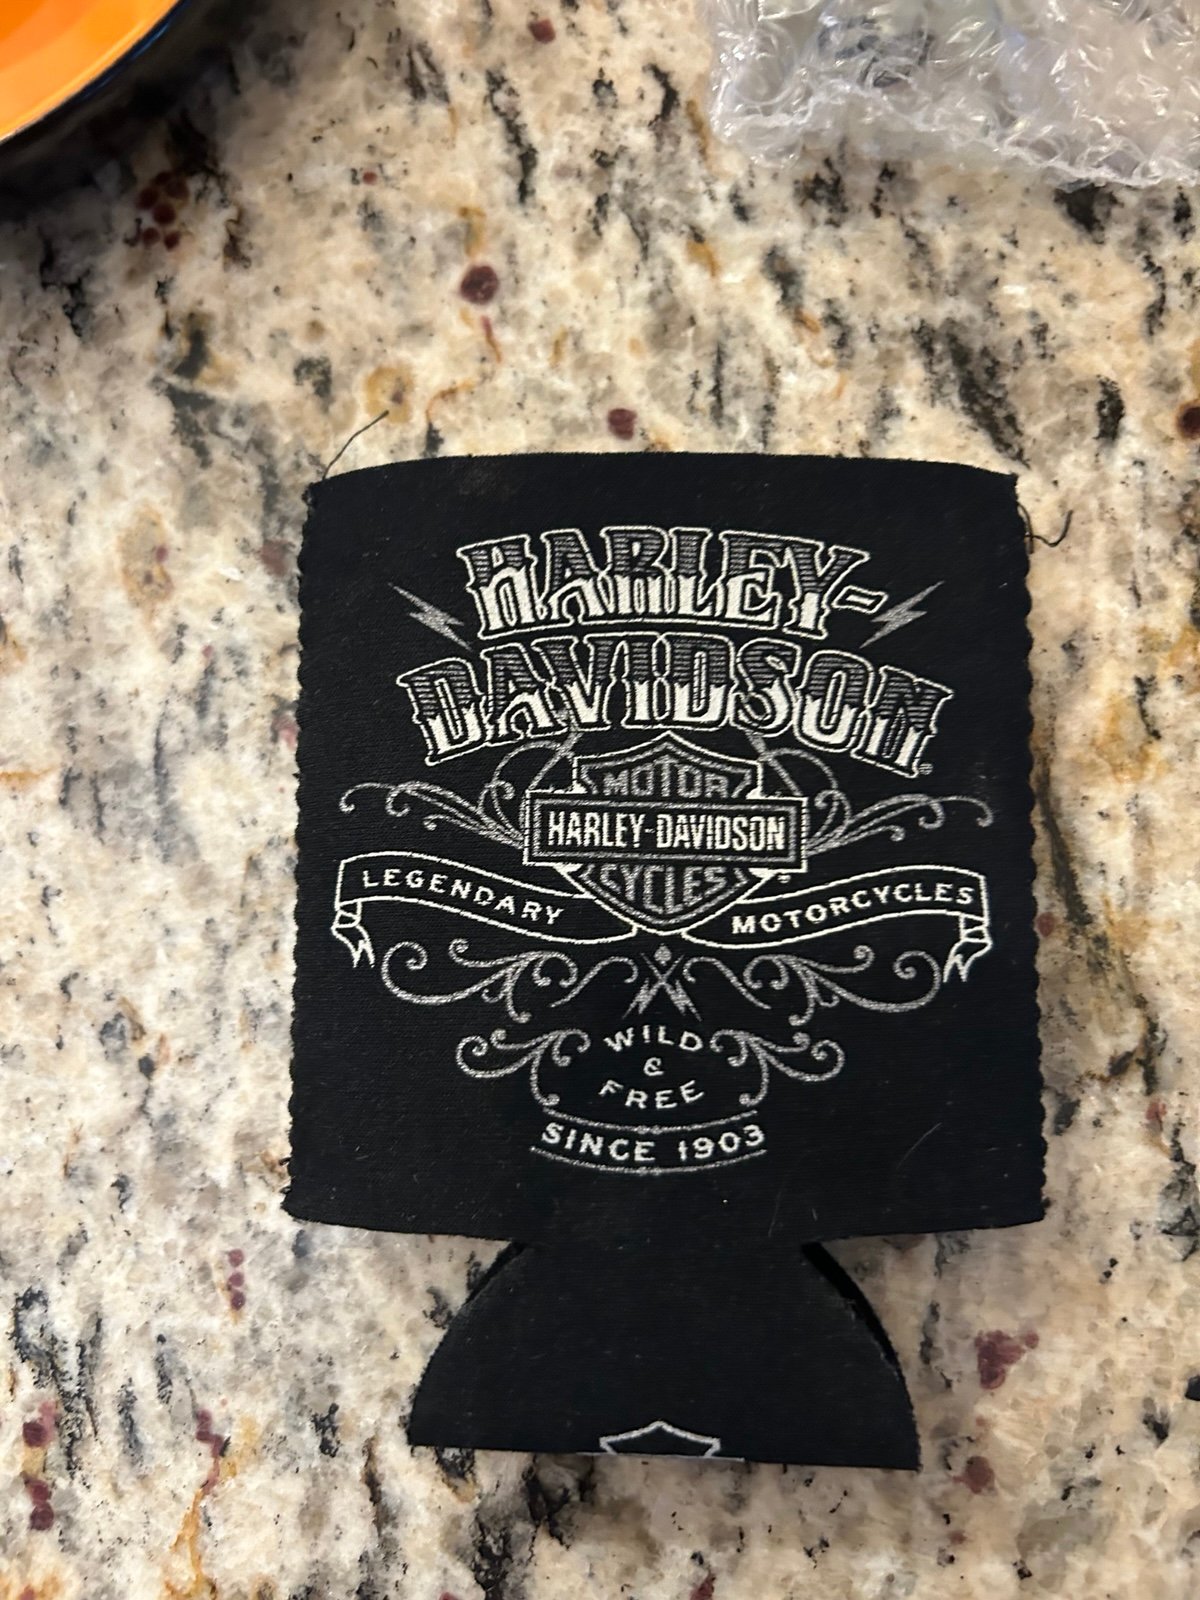 HARLEY-
DAVIDSON
MOTOR
HARLEY-DAVIDSON
CYCLES
LEGENDARY MOTORCYCLES
WILD
&
FREE
SINCE 1903